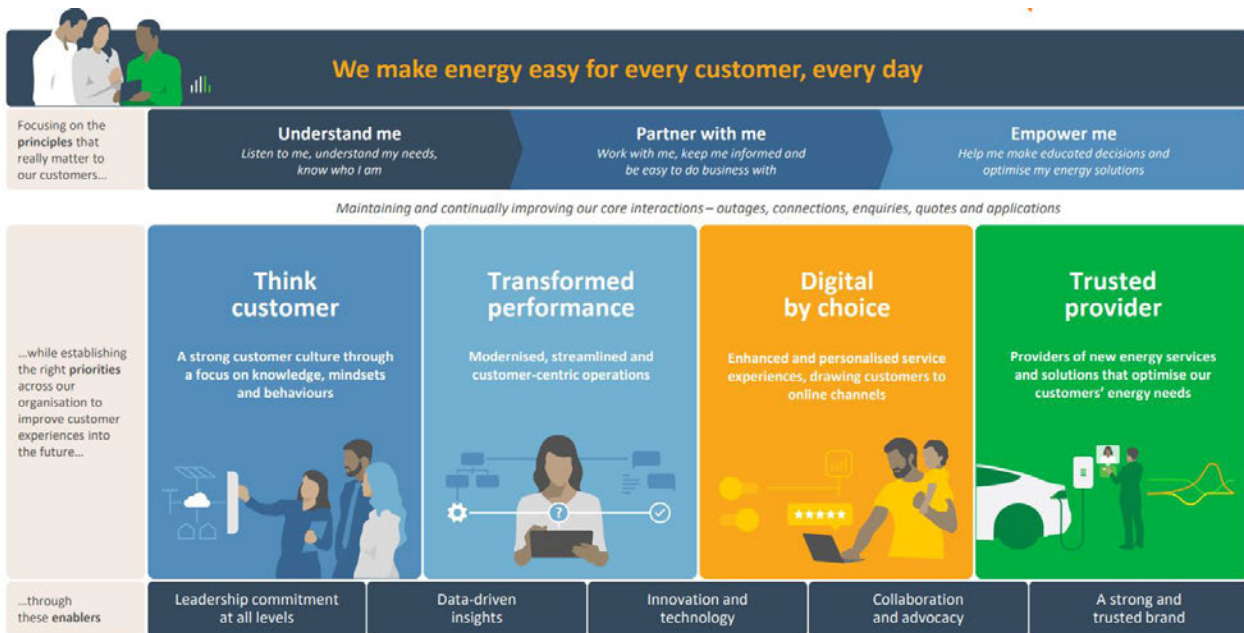 We make energy easy for every customer, every day
Focusing on the
principles that
really matter to
our customers...
Understand me
Listen to me, understand my needs,
know who I am
Partner with me
Work with me, keep me informed and
be easy to do business with
Empower me
Help me make educated decisions and
optimise my energy solutions
Maintaining and continually improving our core interactions – outages, connections, enquiries, quotes and applications
...while establishing
the right priorities
across our
organisation to
improve customer
experiences into
the future...
Think
customer
A strong customer culture through
a focus on knowledge, mindsets
and behaviours
Transformed
performance
Modernised, streamlined and
customer-centric operations
?
Digital
by choice
Enhanced and personalised service
experiences, drawing customers to
online channels
Trusted
provider
Providers of new energy services
and solutions that optimise our
customers' energy needs
...through
these enablers
Leadership commitment
at all levels
Data-driven
insights
Innovation and
technology
Collaboration
and advocacy
A strong and
trusted brand